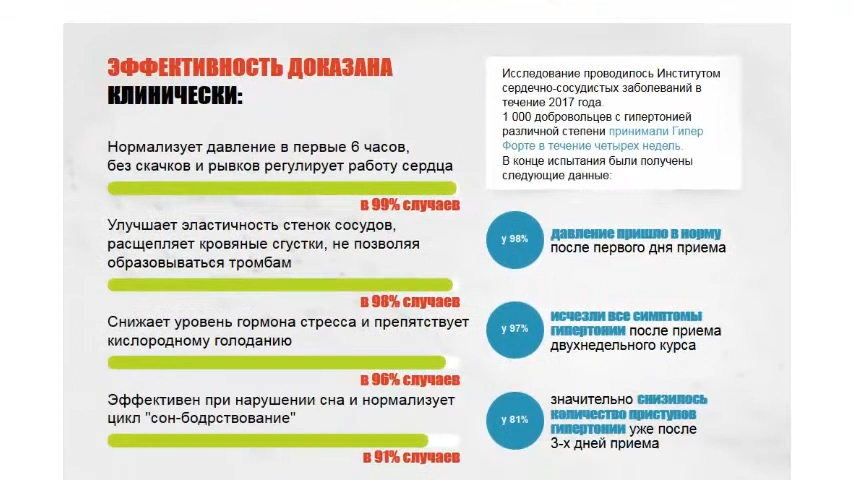 ЭФФЕКТИВНОСТЬ ДОКАЗАНА
КЛИНИЧЕСКИ:
Нормализует давление в первые 6 часов,
без скачков и рывков регулирует работу сердца
в 99% случаев
Улучшает эластичность стенок сосудов,
расщепляет кровяные сгустки, не позволяя
образовываться тромбам
в 98% случаев
Снижает уровень гормона стресса и препятствует
кислородному голоданию
в 96% случаев
Эффективен при нарушении сна и нормализует
цикл "сон-бодрствование"
в 91% случаев
Исследование проводилось Институтом
сердечно-сосудистых заболеваний в
течение 2017 года.
1 000 добровольцев с гипертонией
различной степени принимали Гипер
Форте в течение четырех недель.
В конце испытания были получены
следующие данные:
у 98%
давление пришло в норму
после первого дня приема
у 97%
исчезли все симптомы
гипертонии после приема
двухнедельного курса
у 81%
значительно снизилось
количество приступов
гипертонии уже после
3-х дней приема